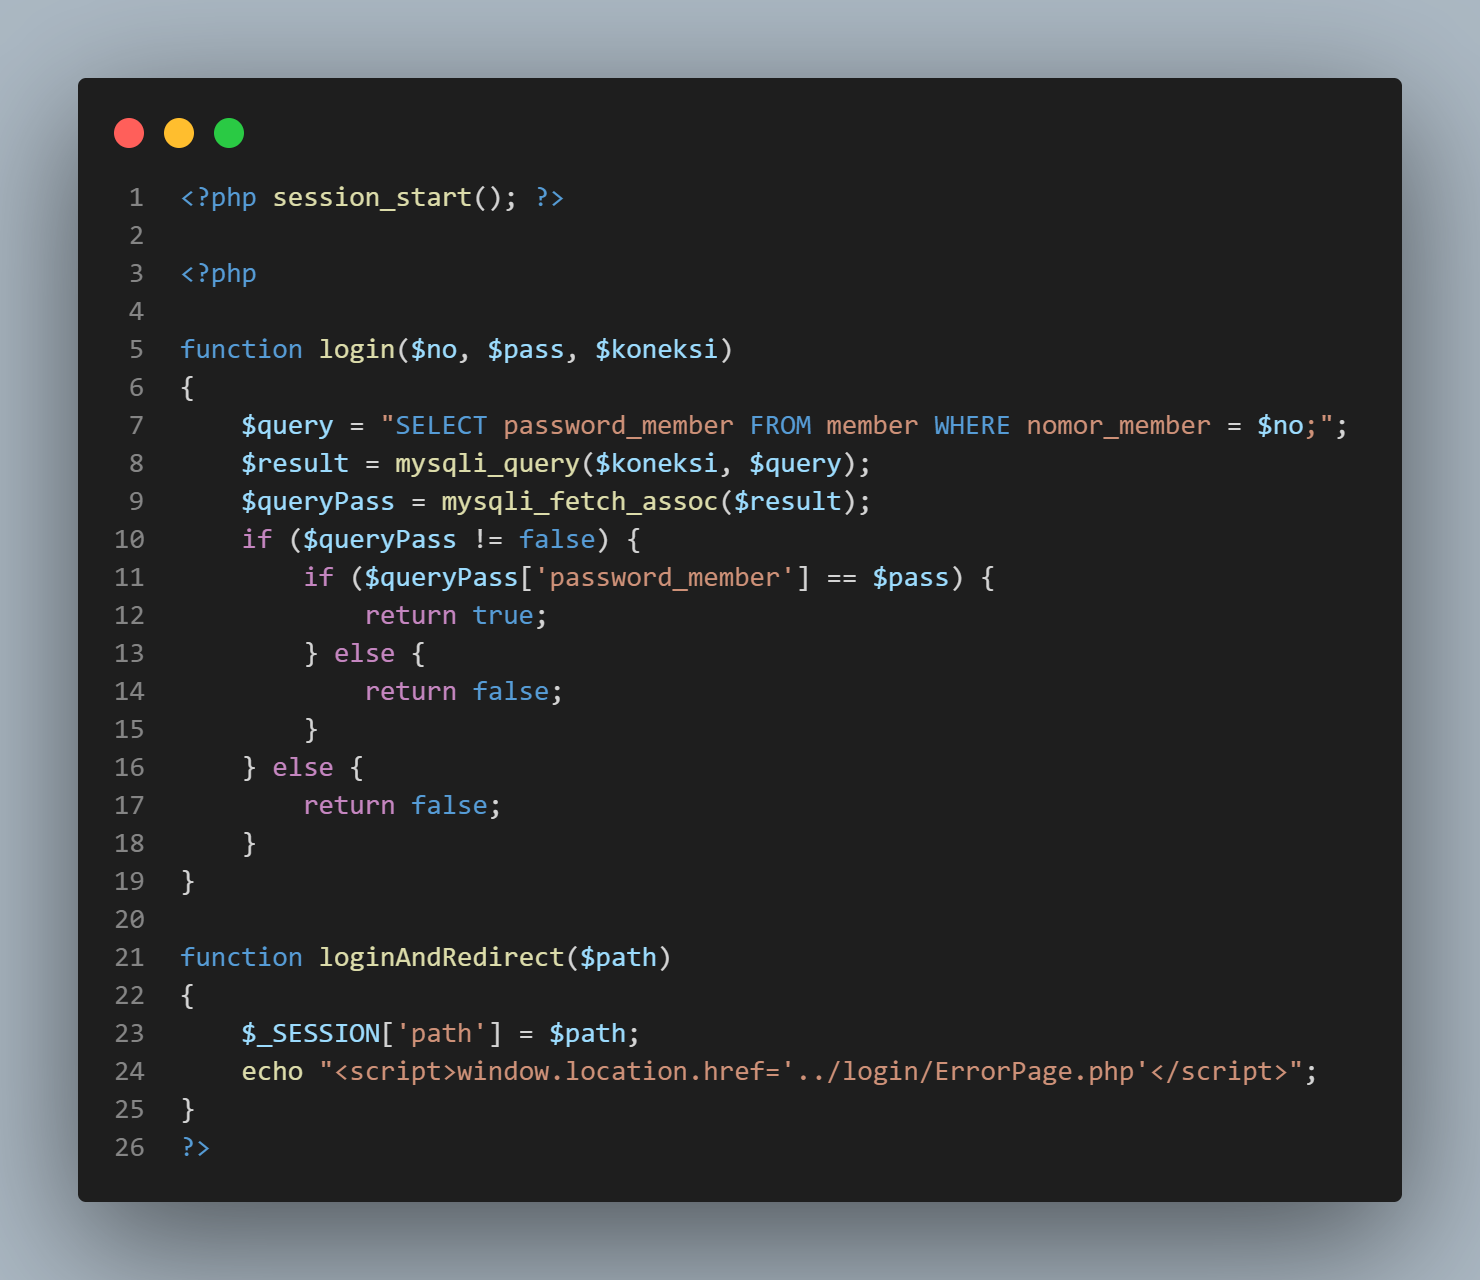 1 <?php session_start(); ?>
2
3 <?php
4
5 function login($no, $pass, $koneksi)
6 {
7     $query = "SELECT password_member FROM member WHERE nomor_member = $no;";
8     $result = mysqli_query($koneksi, $query);
9     $queryPass = mysqli_fetch_assoc($result);
10     if ($queryPass != false) {
11         if ($queryPass['password_member'] == $pass) {
12             return true;
13         } else {
14             return false;
15         }
16     } else {
17         return false;
18     }
19 }
20
21 function loginAndRedirect($path)
22 {
23     $_SESSION['path'] = $path;
24     echo "<script>window.location.href='../login/ErrorPage.php'</script>";
25 }
26 ?>